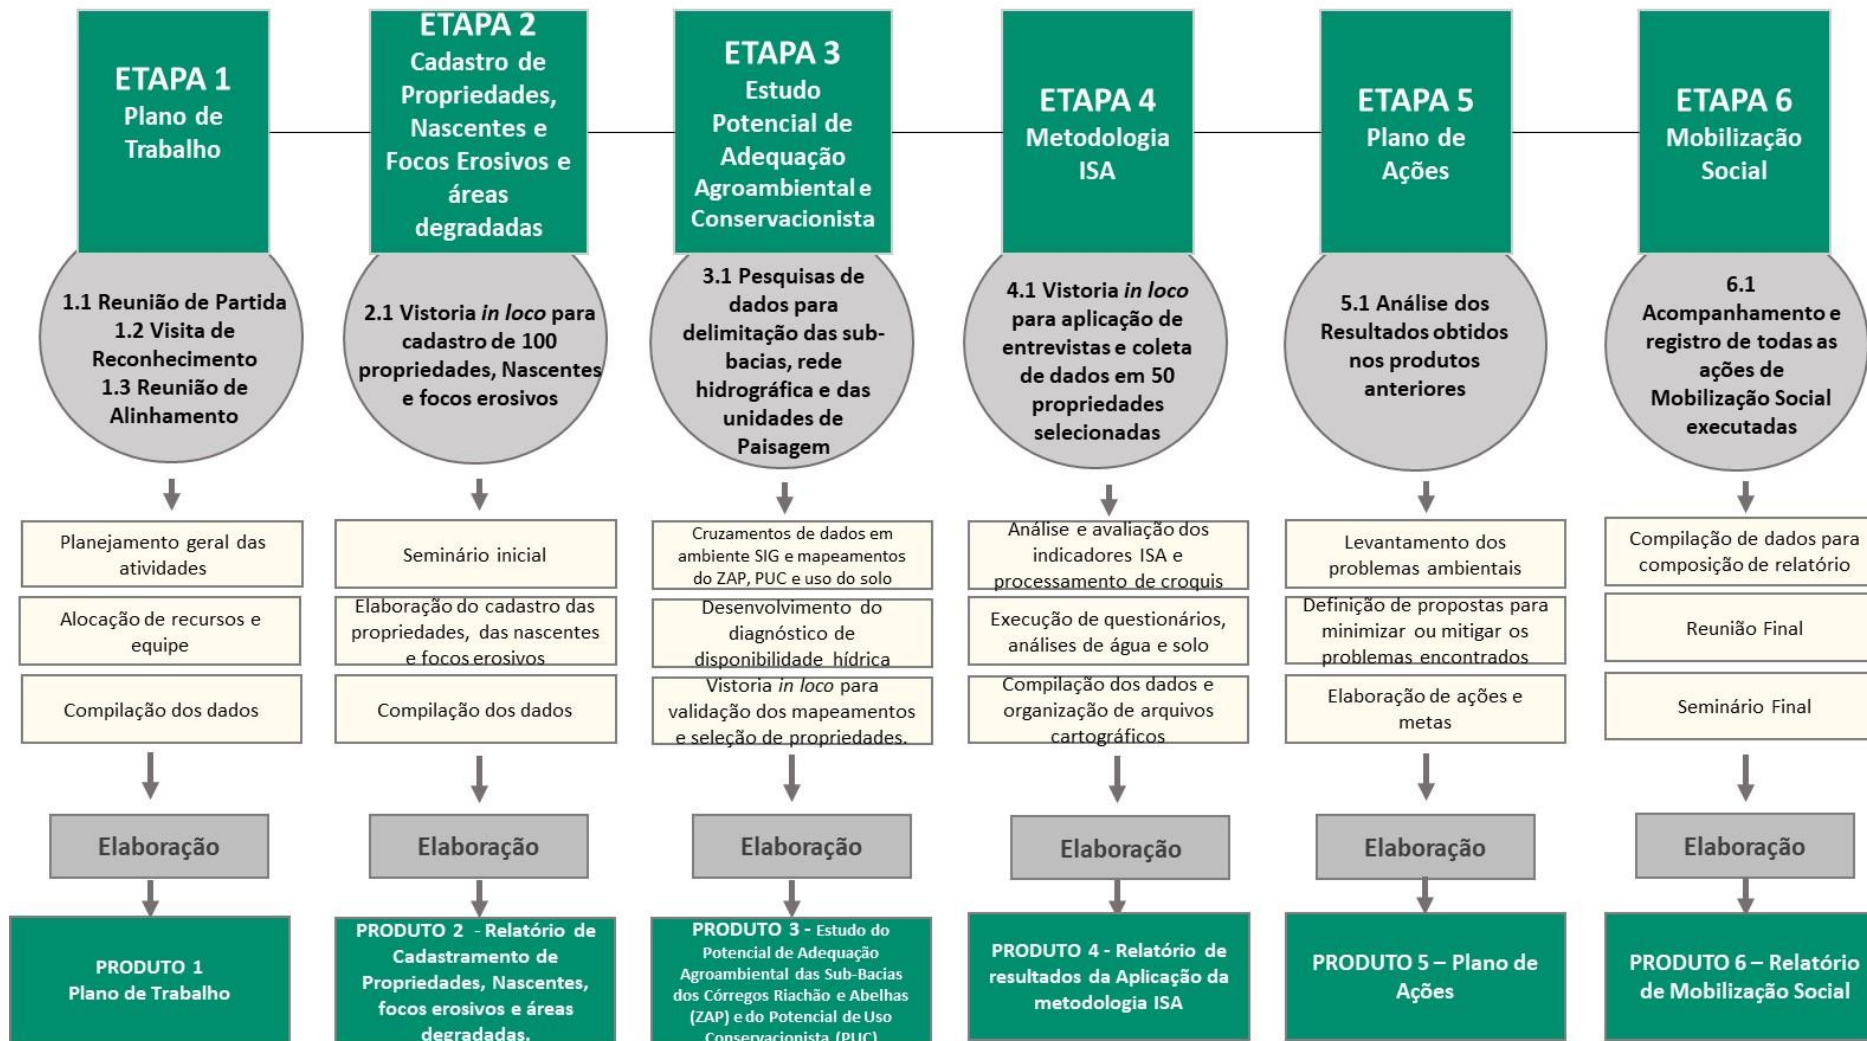 ETAPA 1
Plano de
Trabalho
1.1 Reunião de Partida
1.2 Visita de
Reconhecimento
1.3 Reunião de
Alinhamento
Planejamento geral das
atividades
Alocação de recursos e
equipe
Compilação dos dados
Elaboração
PRODUTO 1
Plano de Trabalho
ETAPA 2
Cadastro de
Propriedades,
Nascentes e
Focos Erosivos e
áreas
degradadas
2.1 Vistoria in loco para
cadastro de 100
propriedades, Nascentes
e focos erosivos
Seminário inicial
Elaboração do cadastro das
propriedades, das nascentes
e focos erosivos
Compilação dos dados
Elaboração
PRODUTO 2 - Relatório de
Cadastramento de
Propriedades, Nascentes,
focos erosivos e áreas
degradadas.
ETAPA 3
Estudo
Potencial de
Adequação
Agroambiental e
Conservacionista
3.1 Pesquisas de
dados para
delimitação das sub-
bacias, rede
hidrográfica e das
unidades de
Paisagem
Cruzamentos de dados em
ambiente SIG e mapeamentos
do ZAP, PUC e uso do solo
Desenvolvimento do
diagnóstico de
disponibilidade hídrica
Vistoria in loco para
validação dos mapeamentos
e seleção de propriedades.
Elaboração
PRODUTO 3 - Estudo do
Potencial de Adequação
Agroambiental das Sub-Bacias
dos Córregos Riachão e Abelhas
(ZAP) e do Potencial de Uso
Conservacionista (PUC)
ETAPA 4
Metodologia
ISA
4.1 Vistoria in loco
para aplicação de
entrevistas e coleta
de dados em 50
propriedades
selecionadas
Análise e avaliação dos
indicadores ISA e
processamento de croquis
Execução de questionários,
análises de água e solo
Compilação dos dados e
organização de arquivos
cartográficos
Elaboração
PRODUTO 4 - Relatório de
resultados da Aplicação da
metodologia ISA
ETAPA 5
Plano de
Ações
5.1 Análise dos
Resultados obtidos
nos produtos
anteriores
Levantamento dos
problemas ambientais
Definição de propostas para
minimizar ou mitigar os
problemas encontrados
Elaboração de ações e
metas
Elaboração
PRODUTO 5 – Plano de
Ações
ETAPA 6
Mobilização
Social
6.1
Acompanhamento e
registro de todas as
ações de
Mobilização Social
executadas
Compilação de dados para
composição de relatório
Reunião Final
Seminário Final
Elaboração
PRODUTO 6 – Relatório
de Mobilização Social